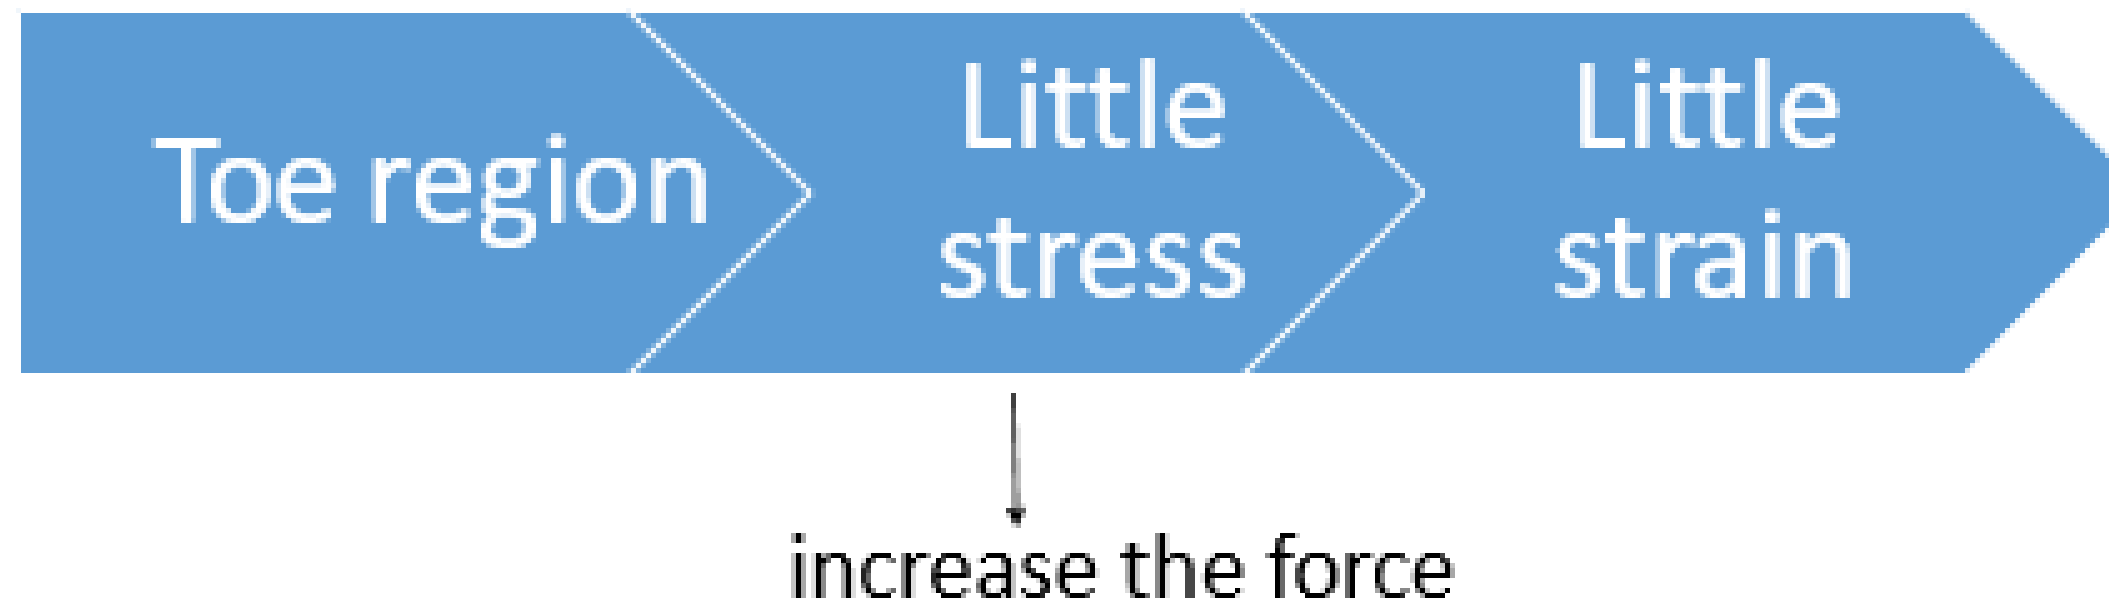 Toe region
Little
stress
Little
strain
increase the force